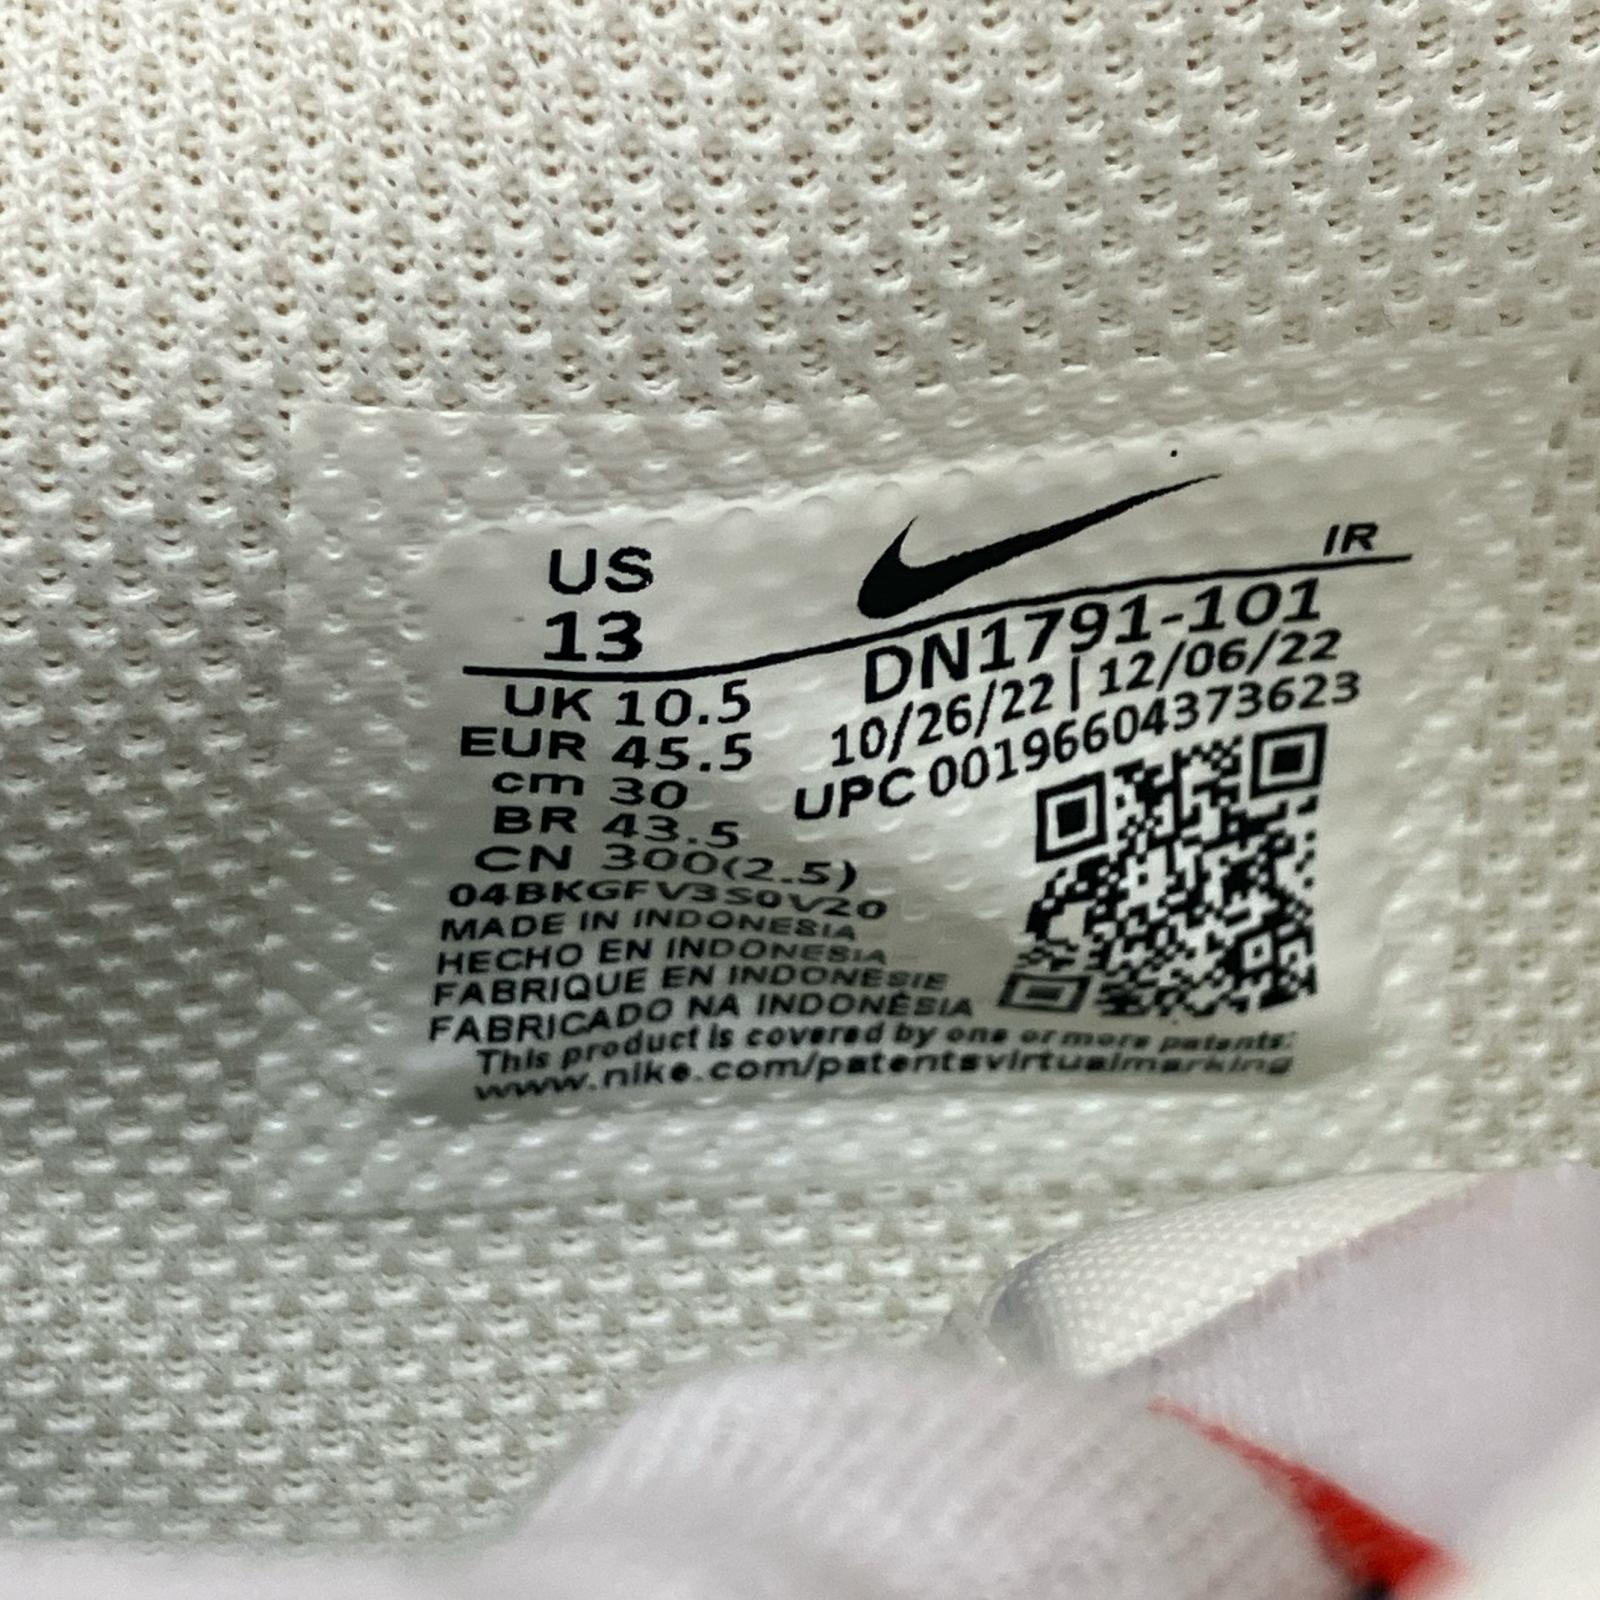 US
13
UK 10.5
EUR 45.5
cm 30
BR 43.5
CN 300(2.5)
04BKGFV3S0V20
MADE IN INDONESIA
HECHO EN INDONESIA
FABRIQUE EN INDONESIE
FABRICADO NA INDONÉSIA
This product is covered by one or more patents:
www.nike.com/patentsvirtualmarking
IR
DN1791-101
10/26/22 | 12/06/22
UPC 00196604373623